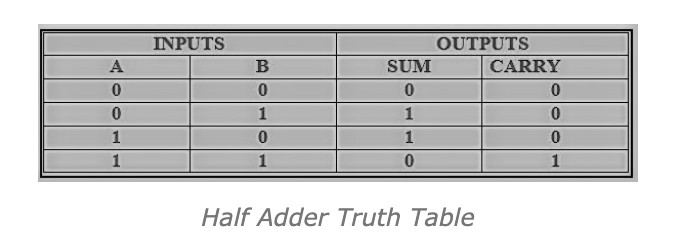 INPUTS OUTPUTS
A B SUM CARRY
0 0 0 0
0 1 1 0
1 0 1 0
1 1 0 1
Half Adder Truth Table